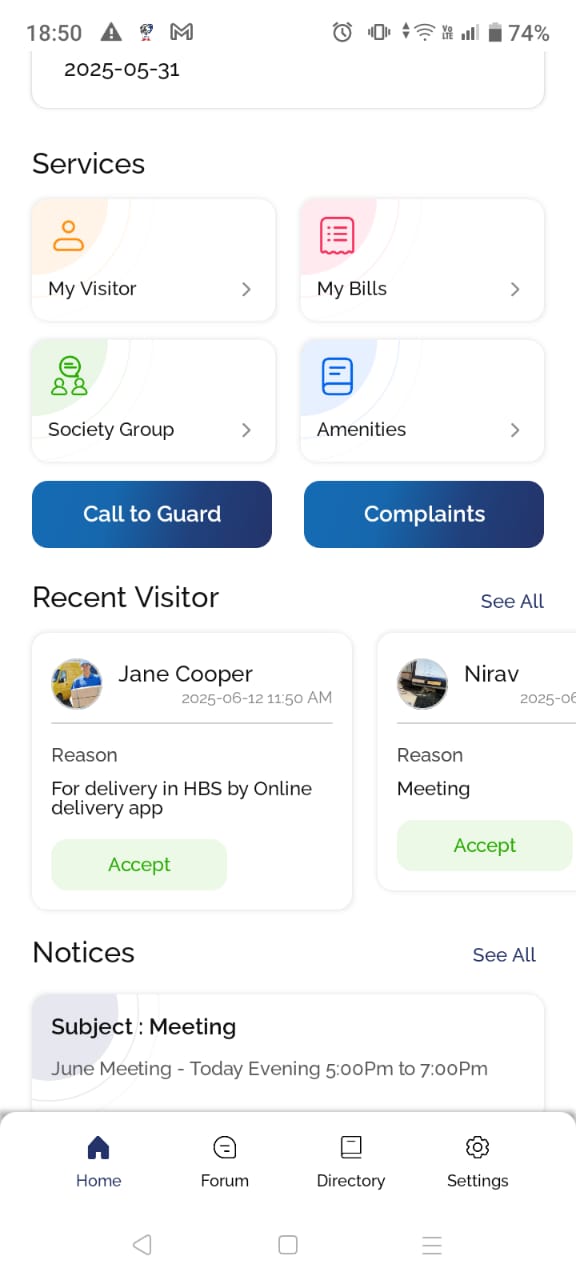 18:50
Vo
LTE
74%
2025-05-31
Services
My Visitor
My Bills
Society Group
Amenities
Call to Guard
Complaints
Recent Visitor
See All
Jane Cooper
2025-06-12 11:50 AM
Reason
For delivery in HBS by Online
delivery app
Accept
Nirav
2025-06
Reason
Meeting
Accept
Notices
See All
Subject : Meeting
June Meeting - Today Evening 5:00Pm to 7:00Pm
Home
Forum
Directory
Settings